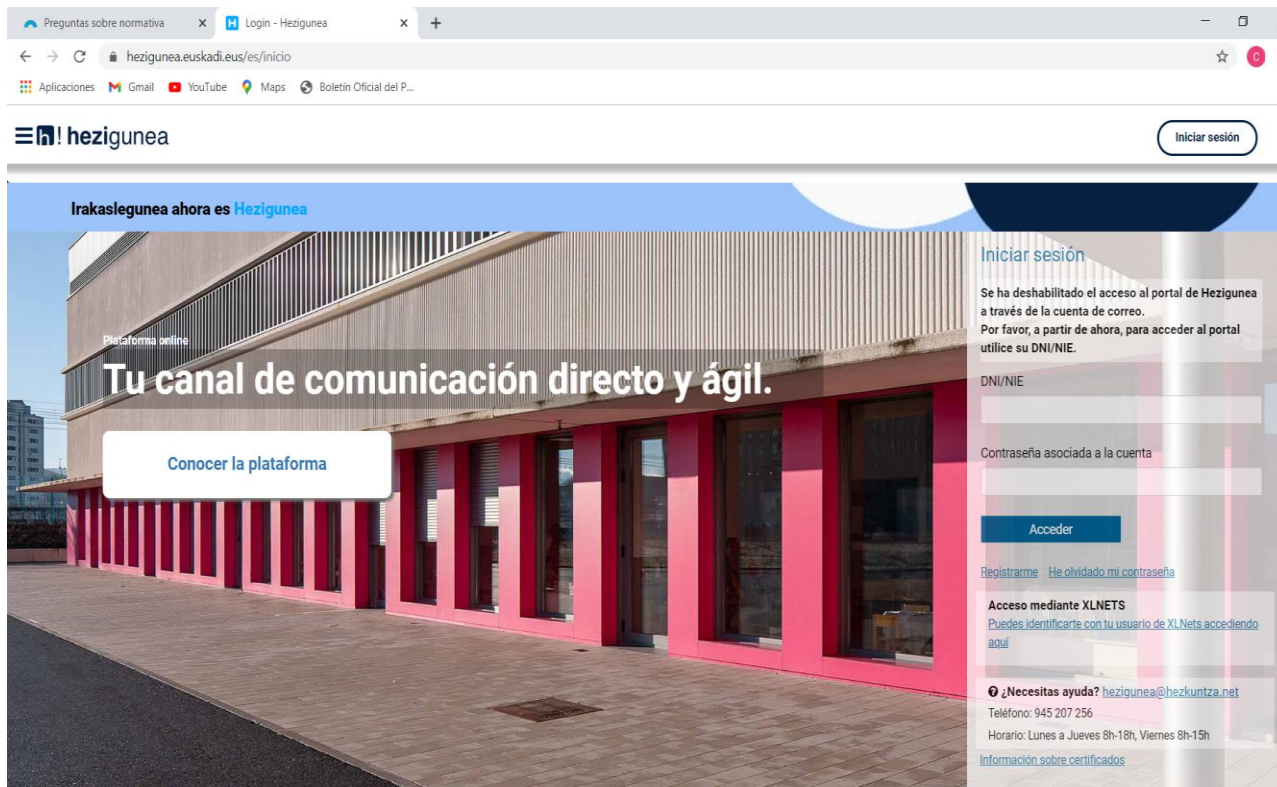 Preguntas sobre normativa
Login - Hezigunea
hezigunea.euskadi.eus/es/inicio
C
Aplicaciones
Gmail
YouTube
Maps
Boletín Oficial del P...
h! hezigunea
Iniciar sesión
Irakaslegunea ahora es Hezigunea
Plataforma online
Tu canal de comunicación directo y ágil.
Conocer la plataforma
Iniciar sesión
Se ha deshabilitado el acceso al portal de Hezigunea
a través de la cuenta de correo.
Por favor, a partir de ahora, para acceder al portal
utilice su DNI/NIE.
DNI/NIE
Contraseña asociada a la cuenta
Acceder
Registrarme He olvidado mi contraseña
Acceso mediante XLNETS
Puedes identificarte con tu usuario de XLNets accediendo
aquí
¿Necesitas ayuda? hezigunea@hezkuntza.net
Teléfono: 945 207 256
Horario: Lunes a Jueves 8h-18h, Viernes 8h-15h
Información sobre certificados